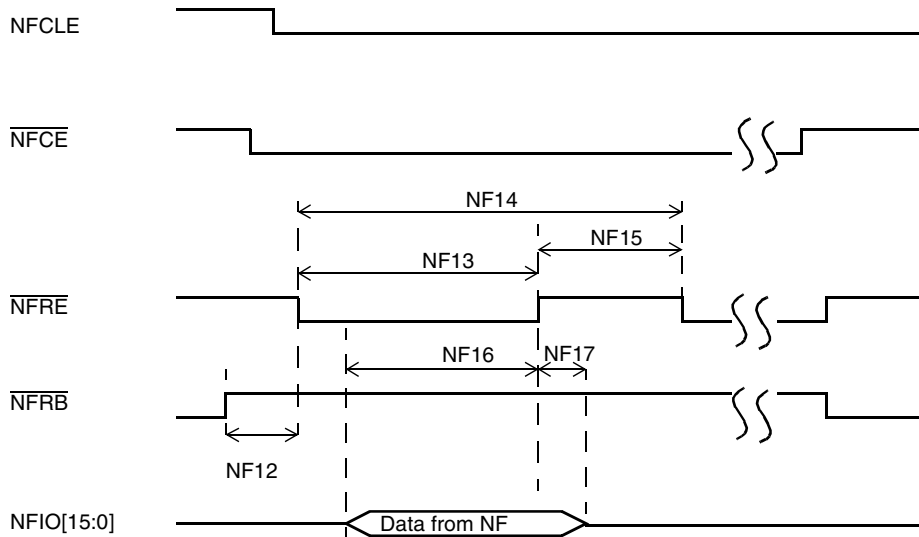 NFCLE
NFCE
NF14
NF15
NF13
NFRE
NF16
NF17
NFRB
NF12
NFIO[15:0]
Data from NF